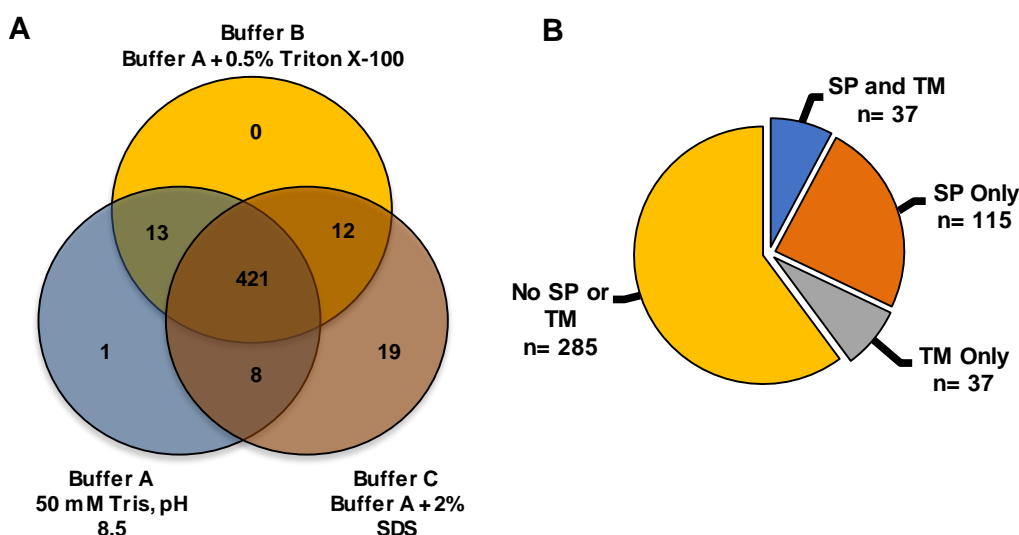 A
Buffer B
Buffer A + 0.5% Triton X-100
0
13
12
421
1
8
19
Buffer A
50 mM Tris, pH
8.5
Buffer C
Buffer A + 2%
SDS
B
SP and TM
n= 37
SP Only
n= 115
No SP or
TM
n= 285
TM Only
n= 37